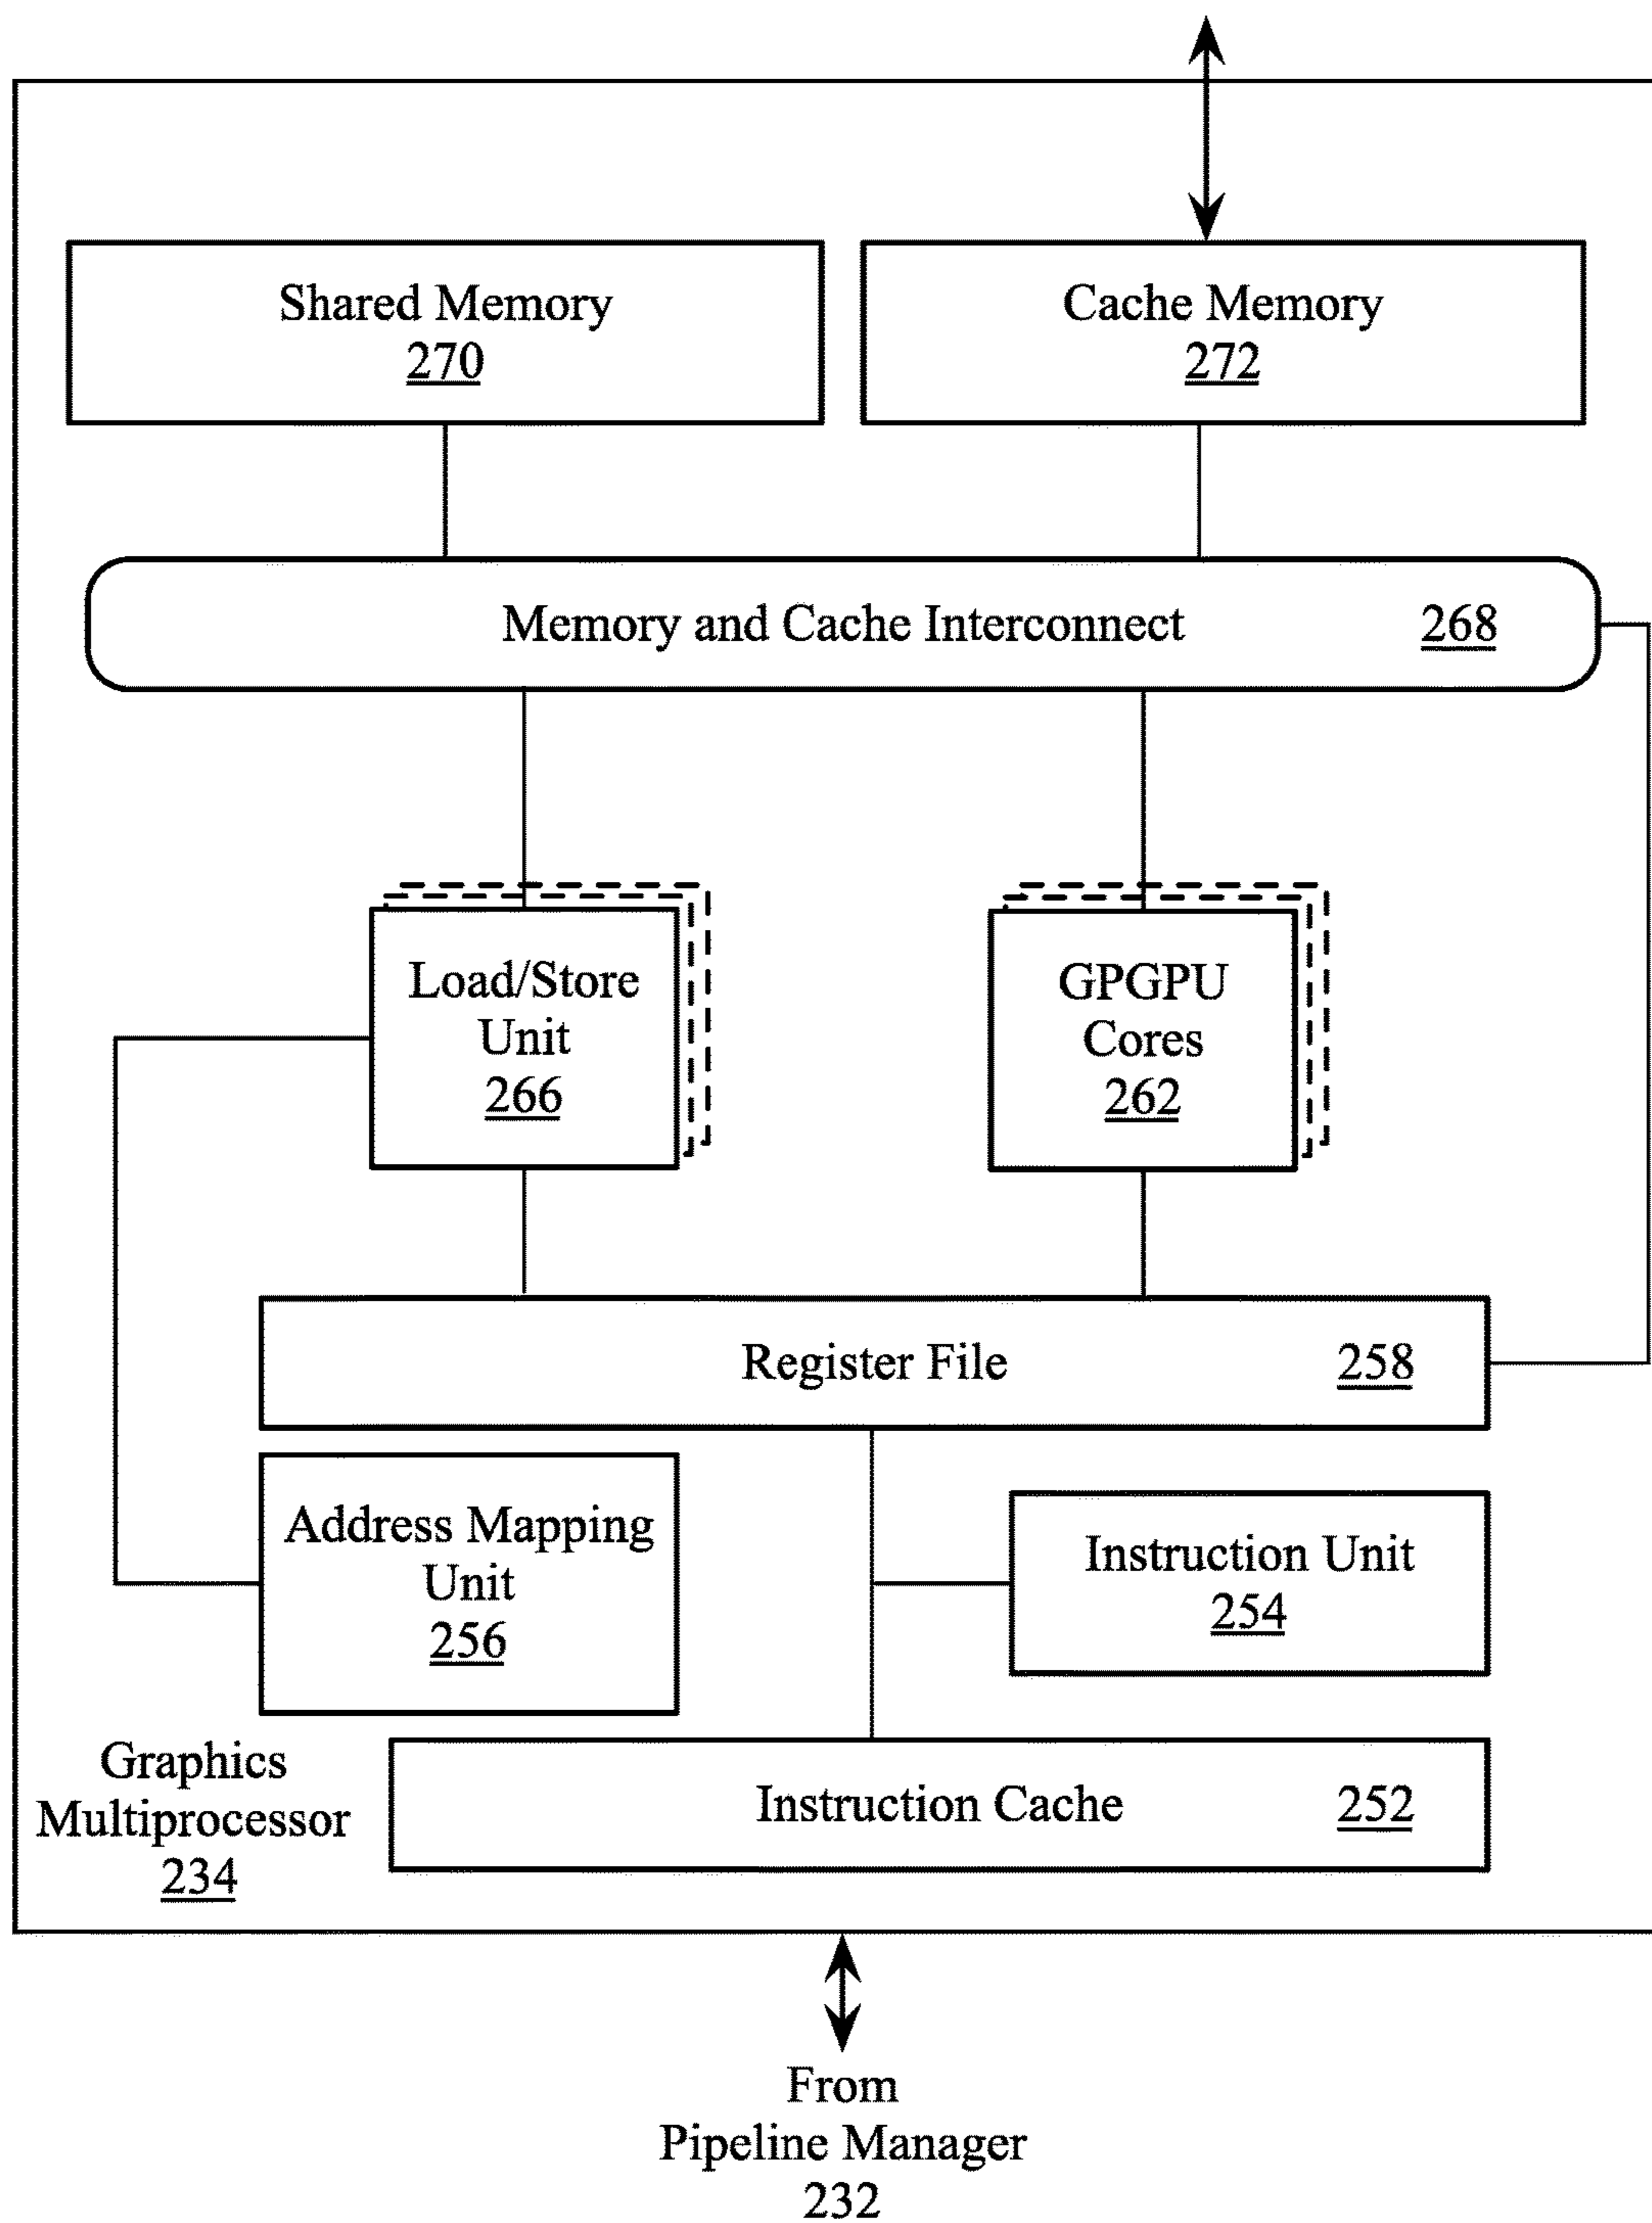 Shared Memory
270
Cache Memory
272
Memory and Cache Interconnect 268
Load/Store
Unit
266
GPGPU
Cores
262
Register File 258
Address Mapping
Unit
256
Instruction Unit
254
Graphics
Multiprocessor
234
Instruction Cache 252
From
Pipeline Manager
232